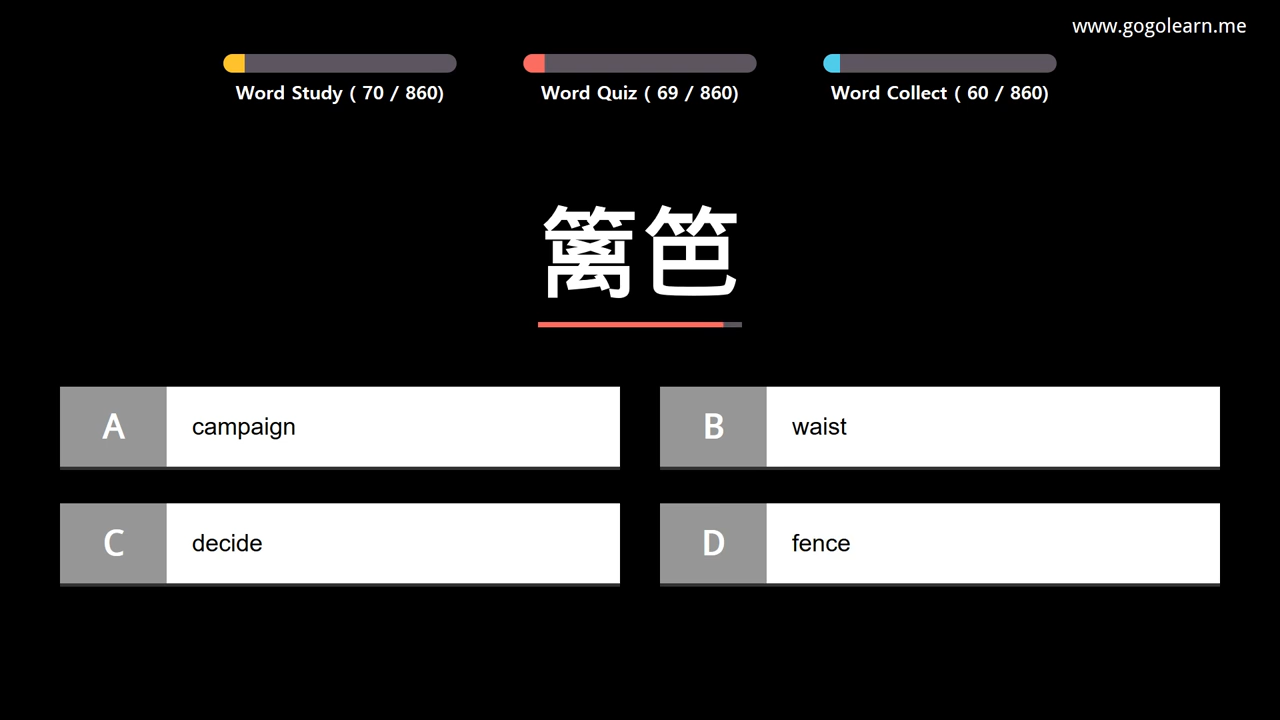 www.gogolearn.me
Word Study ( 70 / 860)
Word Quiz ( 69 / 860)
Word Collect ( 60 / 860)
篱笆
A campaign
B waist
C decide
D fence